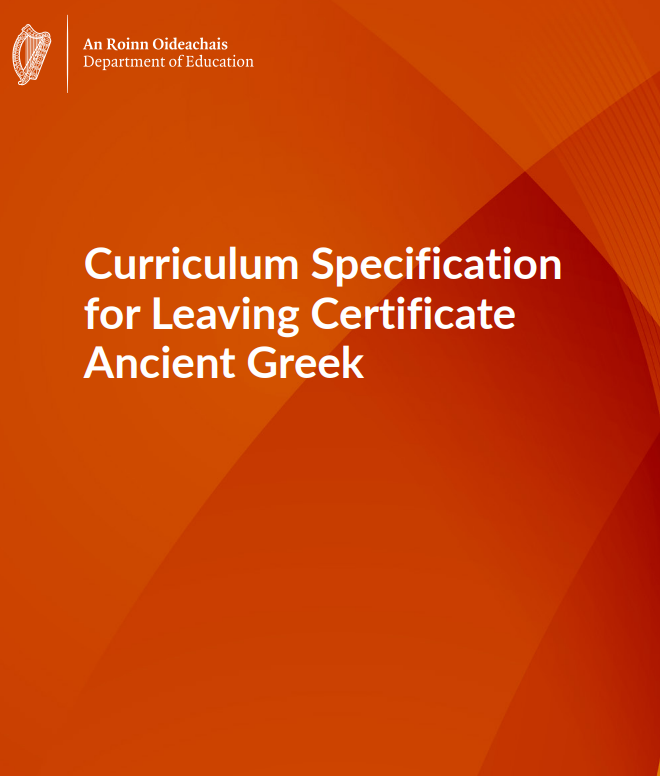 An Roinn Oideachais
Department of Education
Curriculum Specification
for Leaving Certificate
Ancient Greek